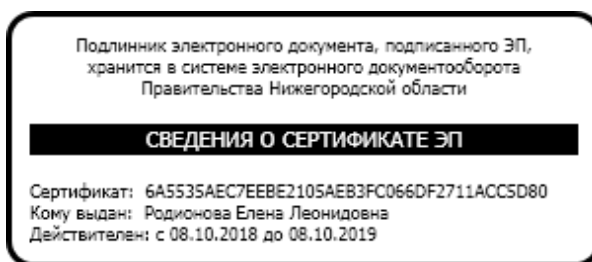 Подлинник электронного документа, подписанного ЭП,
хранится в системе электронного документооборота
Правительства Нижегородской области
СВЕДЕНИЯ О СЕРТИФИКАТЕ ЭП
Сертификат: 6A5535AEC7EEBE2105AEB3FC066DF2711ACC5D80
Кому выдан: Родионова Елена Леонидовна
Действителен: с 08.10.2018 до 08.10.2019